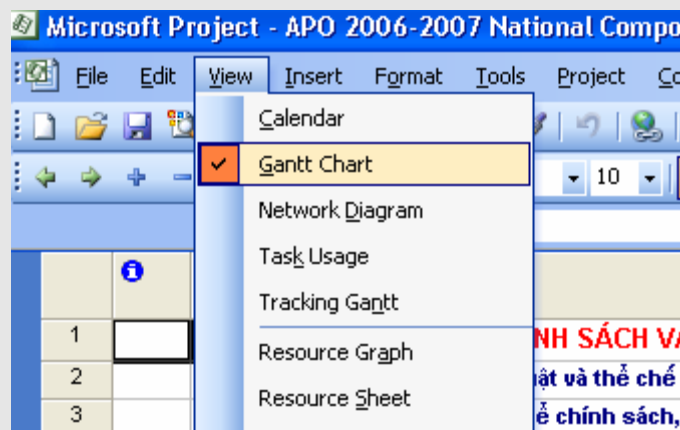 Microsoft Project - APO 2006-2007 National Compo
File Edit View Insert Format Tools Project Co
Calendar
Gantt Chart
10
Network Diagram
Task Usage
Tracking Gantt
1 NH SÁCH VA
Resource Graph
2 ật và thể chế
Resource Sheet
3 ể chính sách,